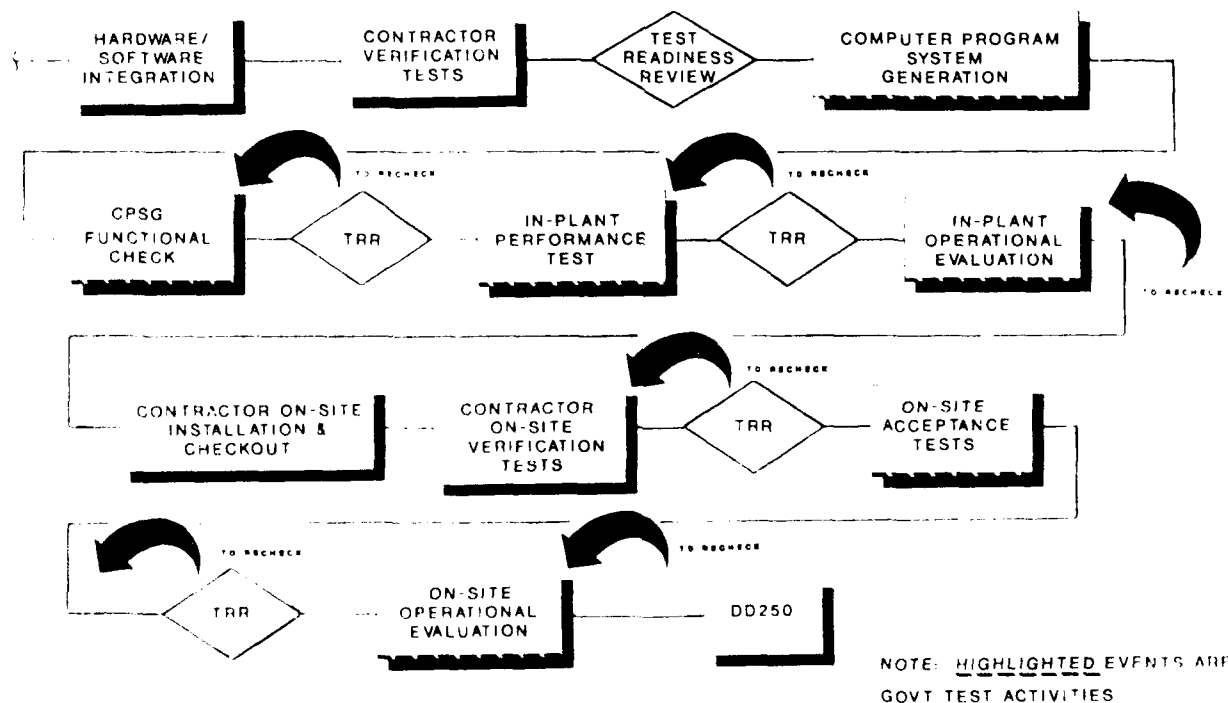 HARDWARE/
SOFTWARE
INTEGRATION
CONTRACTOR
VERIFICATION
TESTS
TEST
READINESS
REVIEW
COMPUTER PROGRAM
SYSTEM
GENERATION
TO RECHECK
TO RECHECK
CPSG
FUNCTIONAL
CHECK
TRR
IN-PLANT
PERFORMANCE
TEST
TRR
IN-PLANT
OPERATIONAL
EVALUATION
TO RECHECK
TO RECHECK
CONTRACTOR ON-SITE
INSTALLATION &
CHECKOUT
CONTRACTOR
ON-SITE
VERIFICATION
TESTS
TRR
ON-SITE
ACCEPTANCE
TESTS
TO RECHECK
TO RECHECK
TRR
ON-SITE
OPERATIONAL
EVALUATION
DD250
NOTE: HIGHLIGHTED EVENTS ARE
GOVT TEST ACTIVITIES